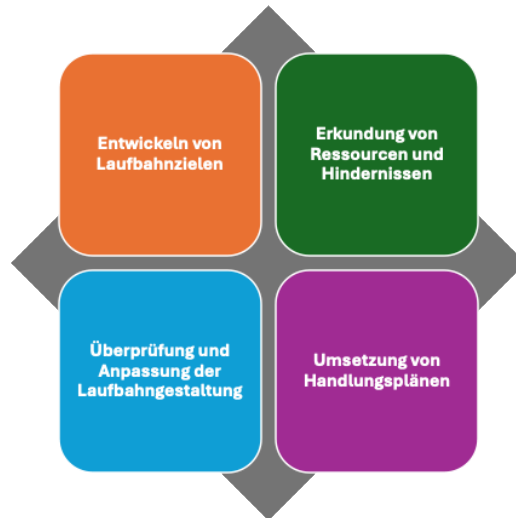 Entwickeln von
Laufbahnzielen
Erkundung von
Ressourcen und
Hindernissen
Überprüfung und
Anpassung der
Laufbahngestaltung
Umsetzung von
Handlungsplänen